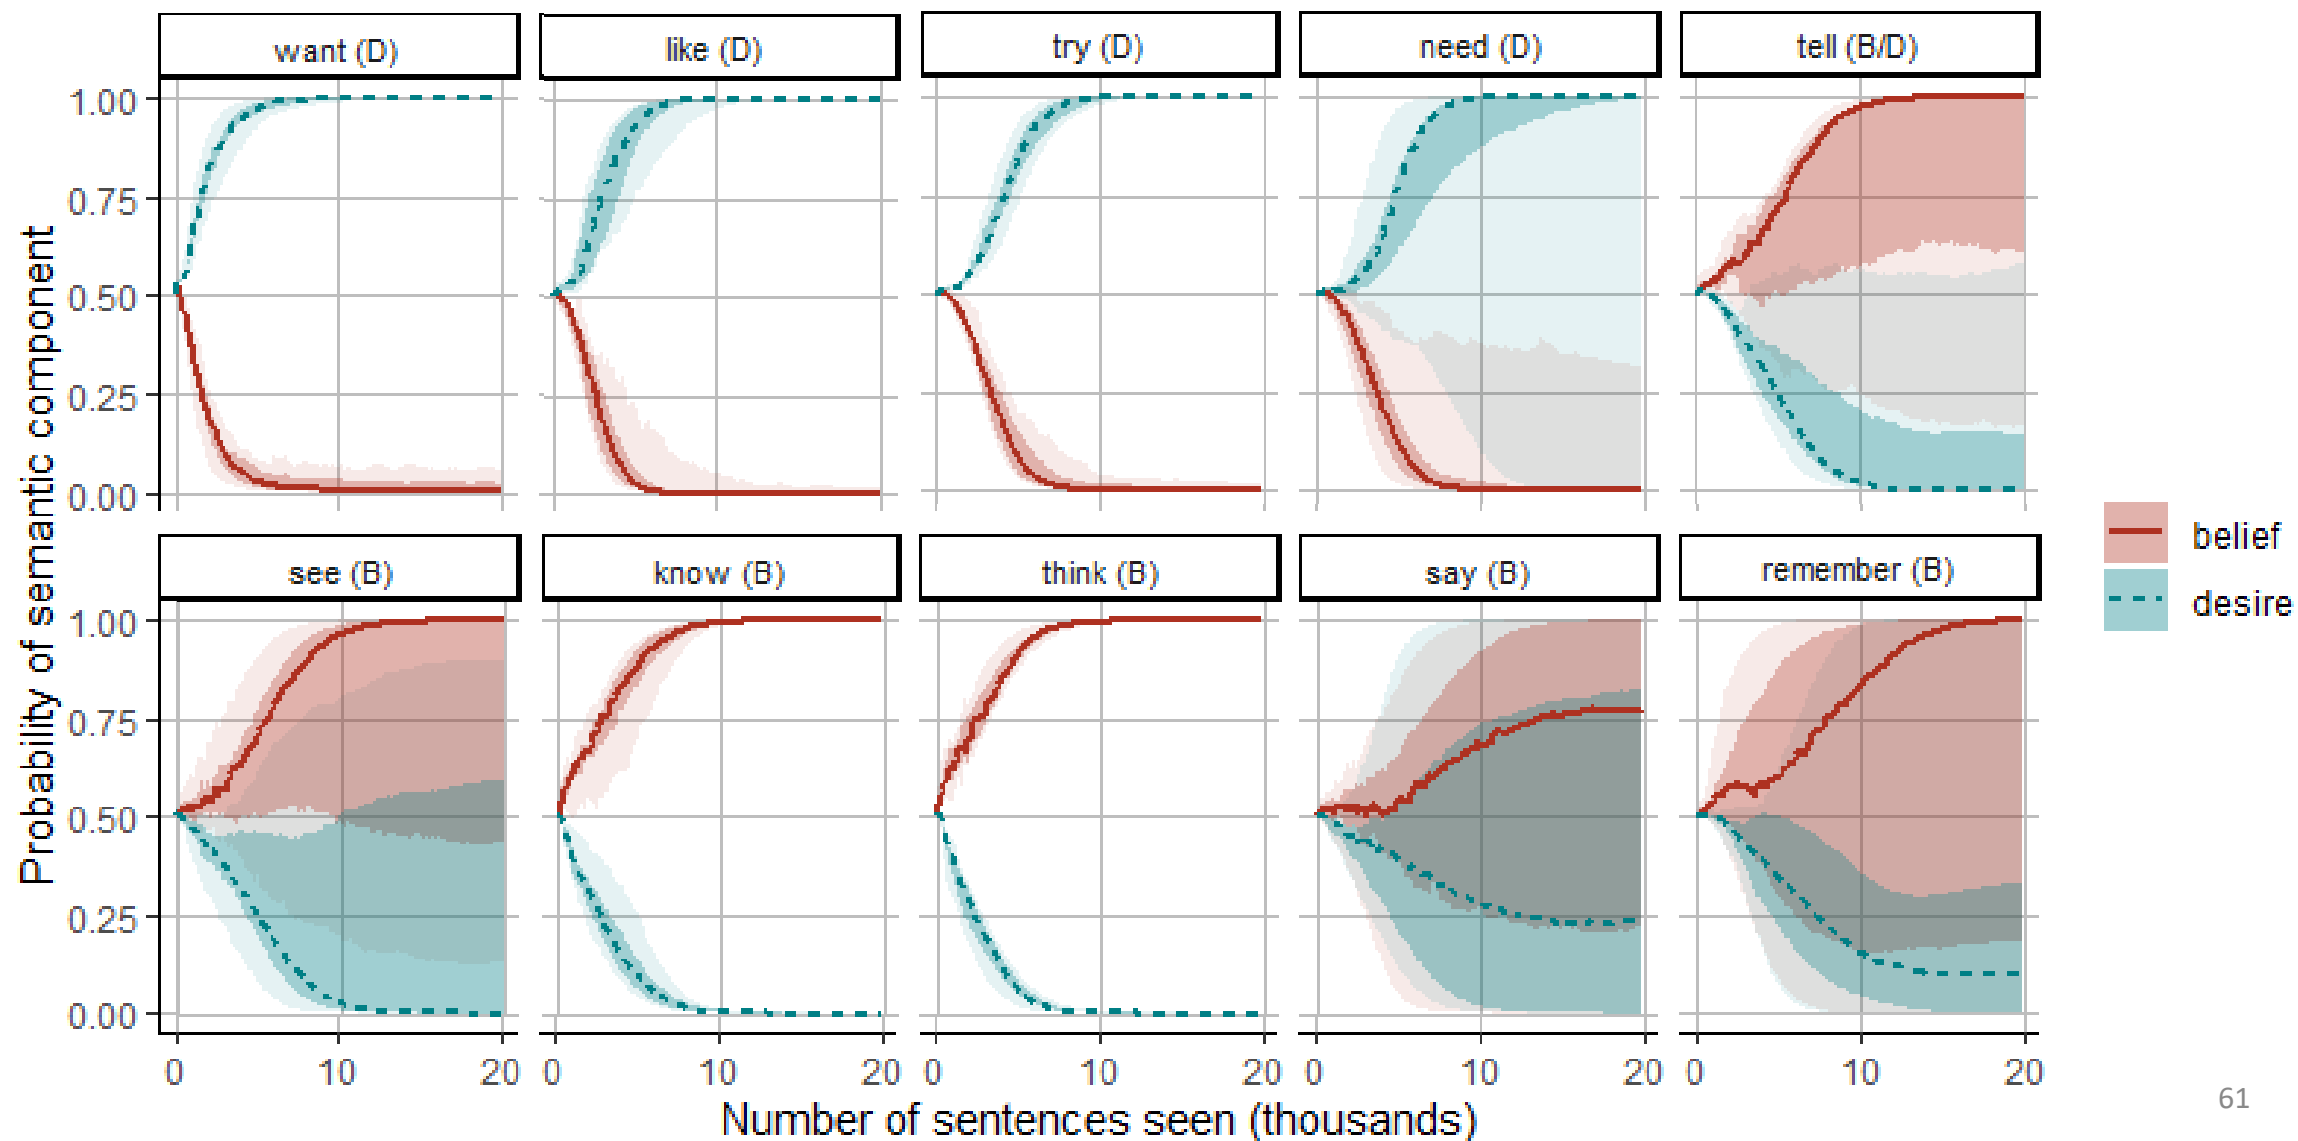 want (D)
like (D)
try (D)
need (D)
tell (B/D)
1.00
0.75
0.50
0.25
0.00
see (B)
know (B)
think (B)
say (B)
remember (B)
1.00
0.75
0.50
0.25
0.00
Probability of semantic component
0 10 20
0 10 20
0 10 20
0 10 20
0 10 20
Number of sentences seen (thousands)
belief
desire
61